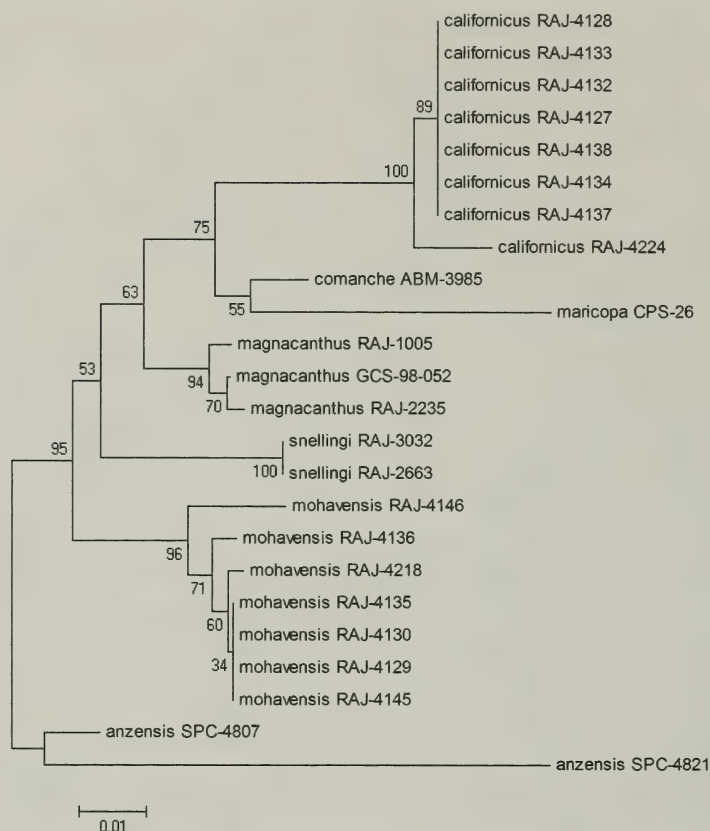 californicus RAJ-4128
californicus RAJ-4133
californicus RAJ-4132
89
californicus RAJ-4127
californicus RAJ-4138
100
californicus RAJ-4134
californicus RAJ-4137
75
californicus RAJ-4224
comanche ABM-3985
63
55
maricopa CPS-26
magnacanthus RAJ-1005
53
94
magnacanthus GCS-98-052
70
magnacanthus RAJ-2235
95
snellingi RAJ-3032
100
snellingi RAJ-2663
mohavensis RAJ-4146
96
mohavensis RAJ-4136
71
mohavensis RAJ-4218
60
mohavensis RAJ-4135
mohavensis RAJ-4130
34
mohavensis RAJ-4129
mohavensis RAJ-4145
anzensis SPC-4807
anzensis SPC-4821
0.01